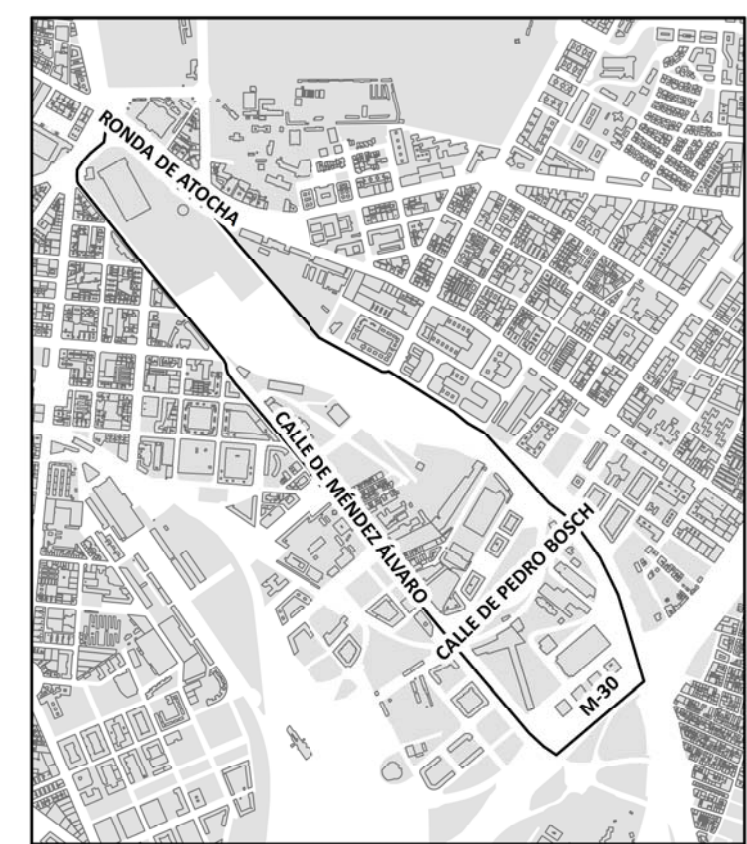 RONDA DE ATOCHA
CALLE DE MÉNDEZ ÁLVARO
CALLE DE PEDRO BOSCH
M-30